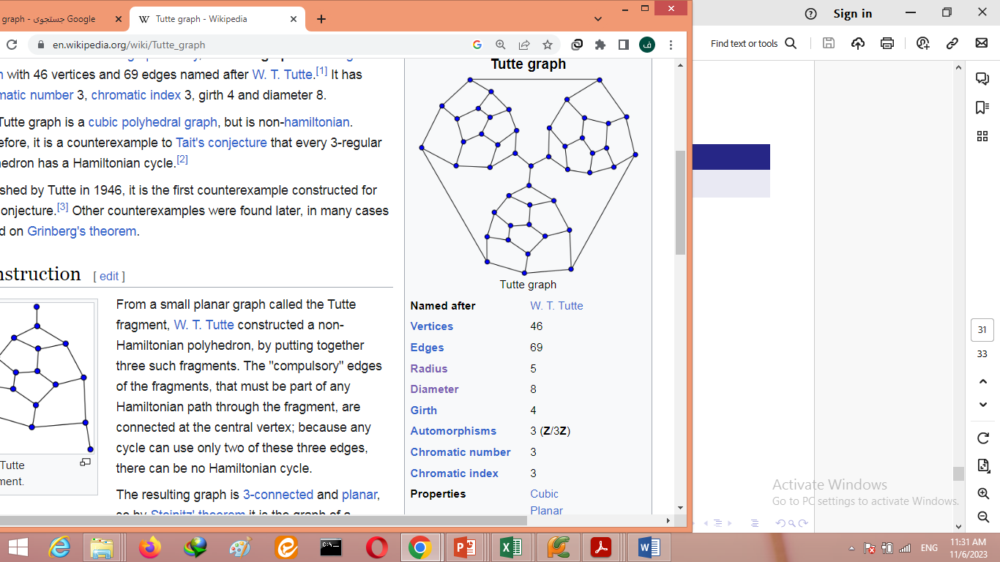 graph - جستجوی Google
Tutte graph - Wikipedia
en.wikipedia.org/wiki/Tutte_graph
ف
n with 46 vertices and 69 edges named after W. T. Tutte.[1] It has
matic number 3, chromatic index 3, girth 4 and diameter 8.
Tutte graph is a cubic polyhedral graph, but is non-hamiltonian.
efore, it is a counterexample to Tait's conjecture that every 3-regular
hedron has a Hamiltonian cycle.[2]
shed by Tutte in 1946, it is the first counterexample constructed for
onjecture.[3] Other counterexamples were found later, in many cases
d on Grinberg's theorem.
nstruction [ edit ]
Tutte
ment.
From a small planar graph called the Tutte
fragment, W. T. Tutte constructed a non-
Hamiltonian polyhedron, by putting together
three such fragments. The "compulsory" edges
of the fragments, that must be part of any
Hamiltonian path through the fragment, are
connected at the central vertex; because any
cycle can use only two of these three edges,
there can be no Hamiltonian cycle.
The resulting graph is 3-connected and planar,
so by Steinitz' theorem it is the graph of a
Tutte graph
Tutte graph
Named after W. T. Tutte
Vertices 46
Edges 69
Radius 5
Diameter 8
Girth 4
Automorphisms 3 (Z/3Z)
Chromatic number 3
Chromatic index 3
Properties Cubic
Planar
Sign in
Find text or tools
31
33
Activate Windows
Go to PC settings to activate Windows.
ENG
11:31 AM
11/6/2023